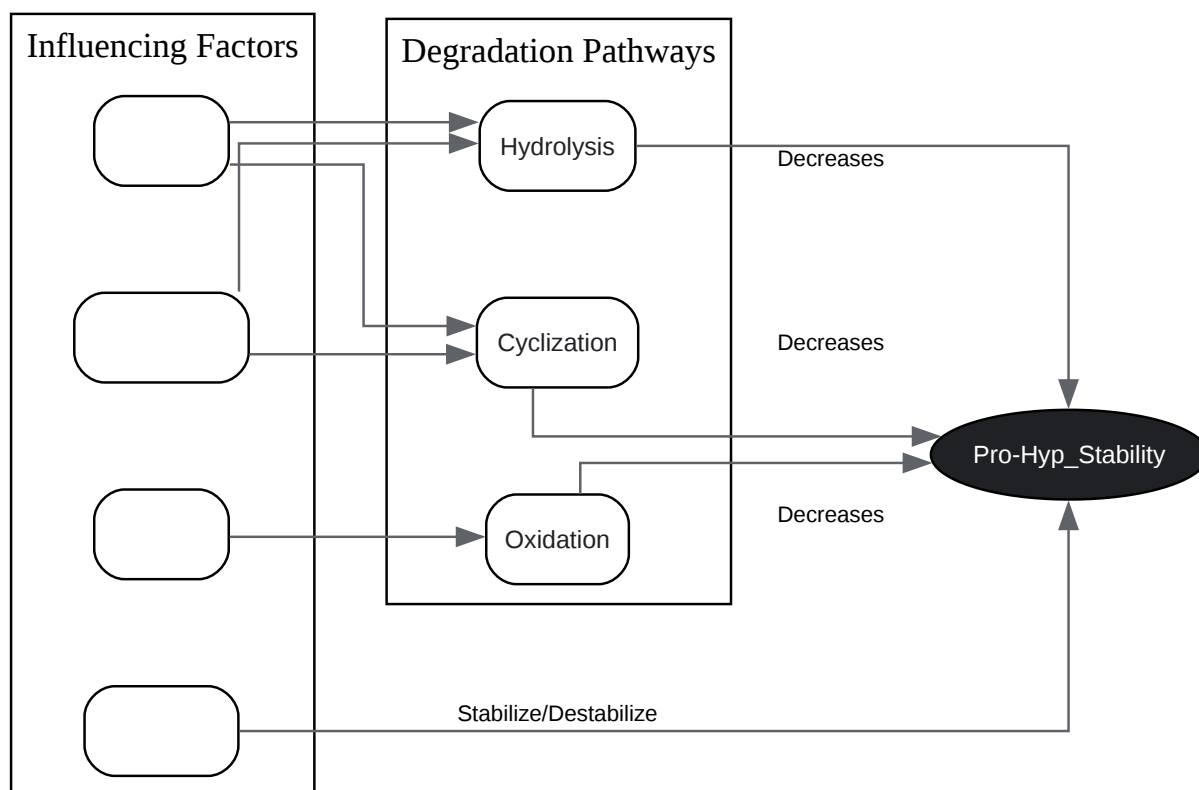 Influencing Factors
Degradation Pathways
Hydrolysis
Decreases
Cyclization
Decreases
Pro-Hyp_Stability
Oxidation
Decreases
Stabilize/Destabilize